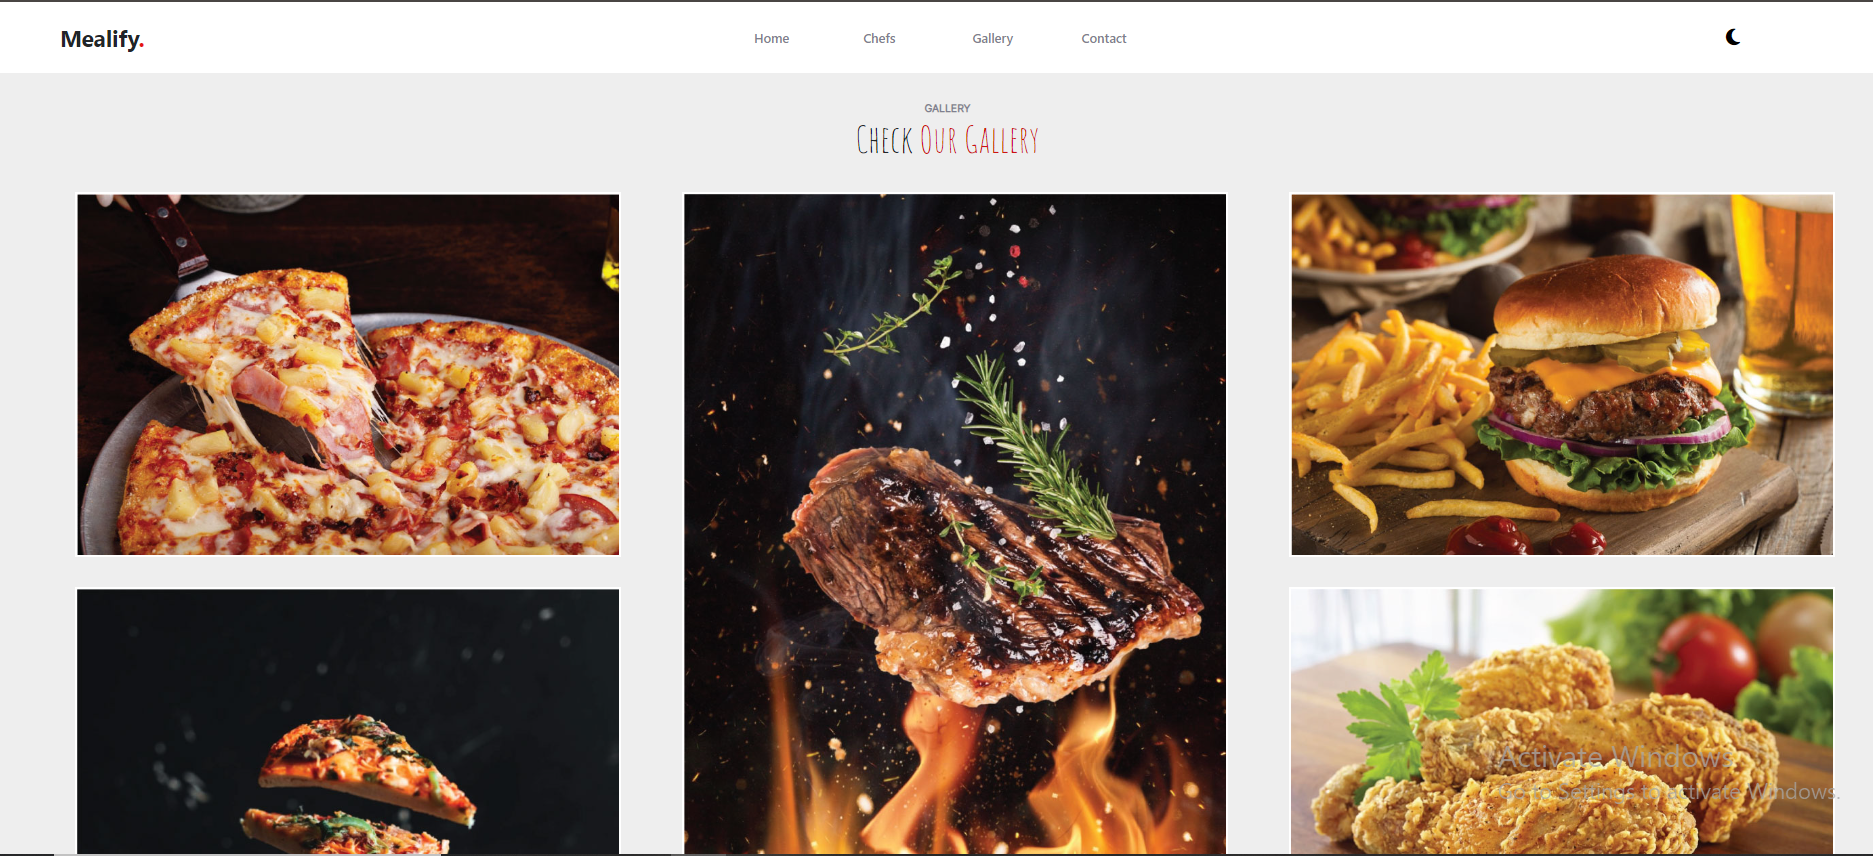 Mealify.
Home
Chefs
Gallery
Contact
GALLERY
Check Our Gallery
Activate Windows
Go to Settings to activate Windows.